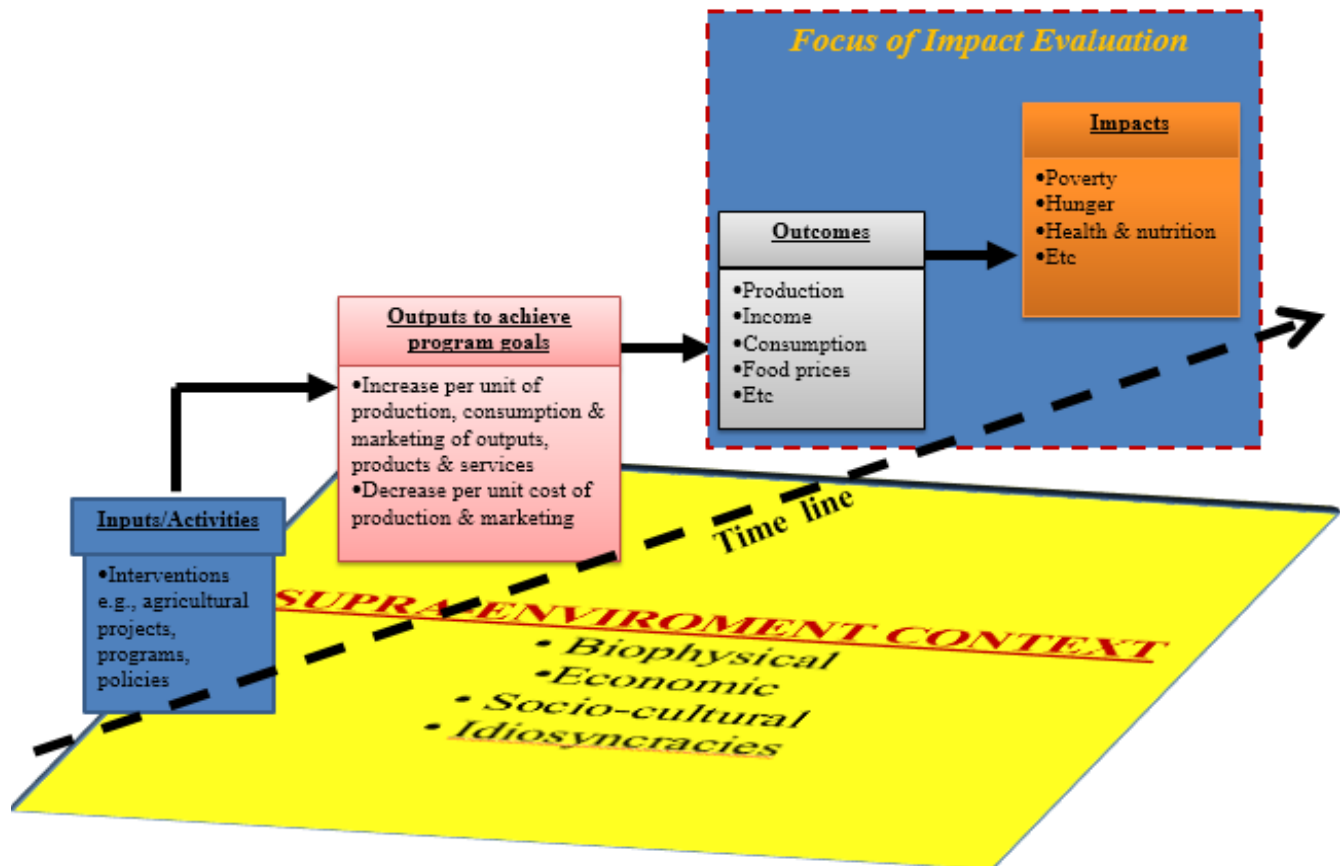 Focus of Impact Evaluation
Impacts
•Poverty
•Hunger
•Health & nutrition
•Etc
Outcomes
•Production
•Income
•Consumption
•Food prices
•Etc
Outputs to achieve
program goals
•Increase per unit of
production, consumption &
marketing of outputs,
products & services
•Decrease per unit cost of
production & marketing
Inputs/Activities
•Interventions
e.g., agricultural
projects,
programs,
policies
Time line
SUPRA-ENVIROMENT CONTEXT
• Biophysical
•Economic
• Socio-cultural
• Idiosyncracies